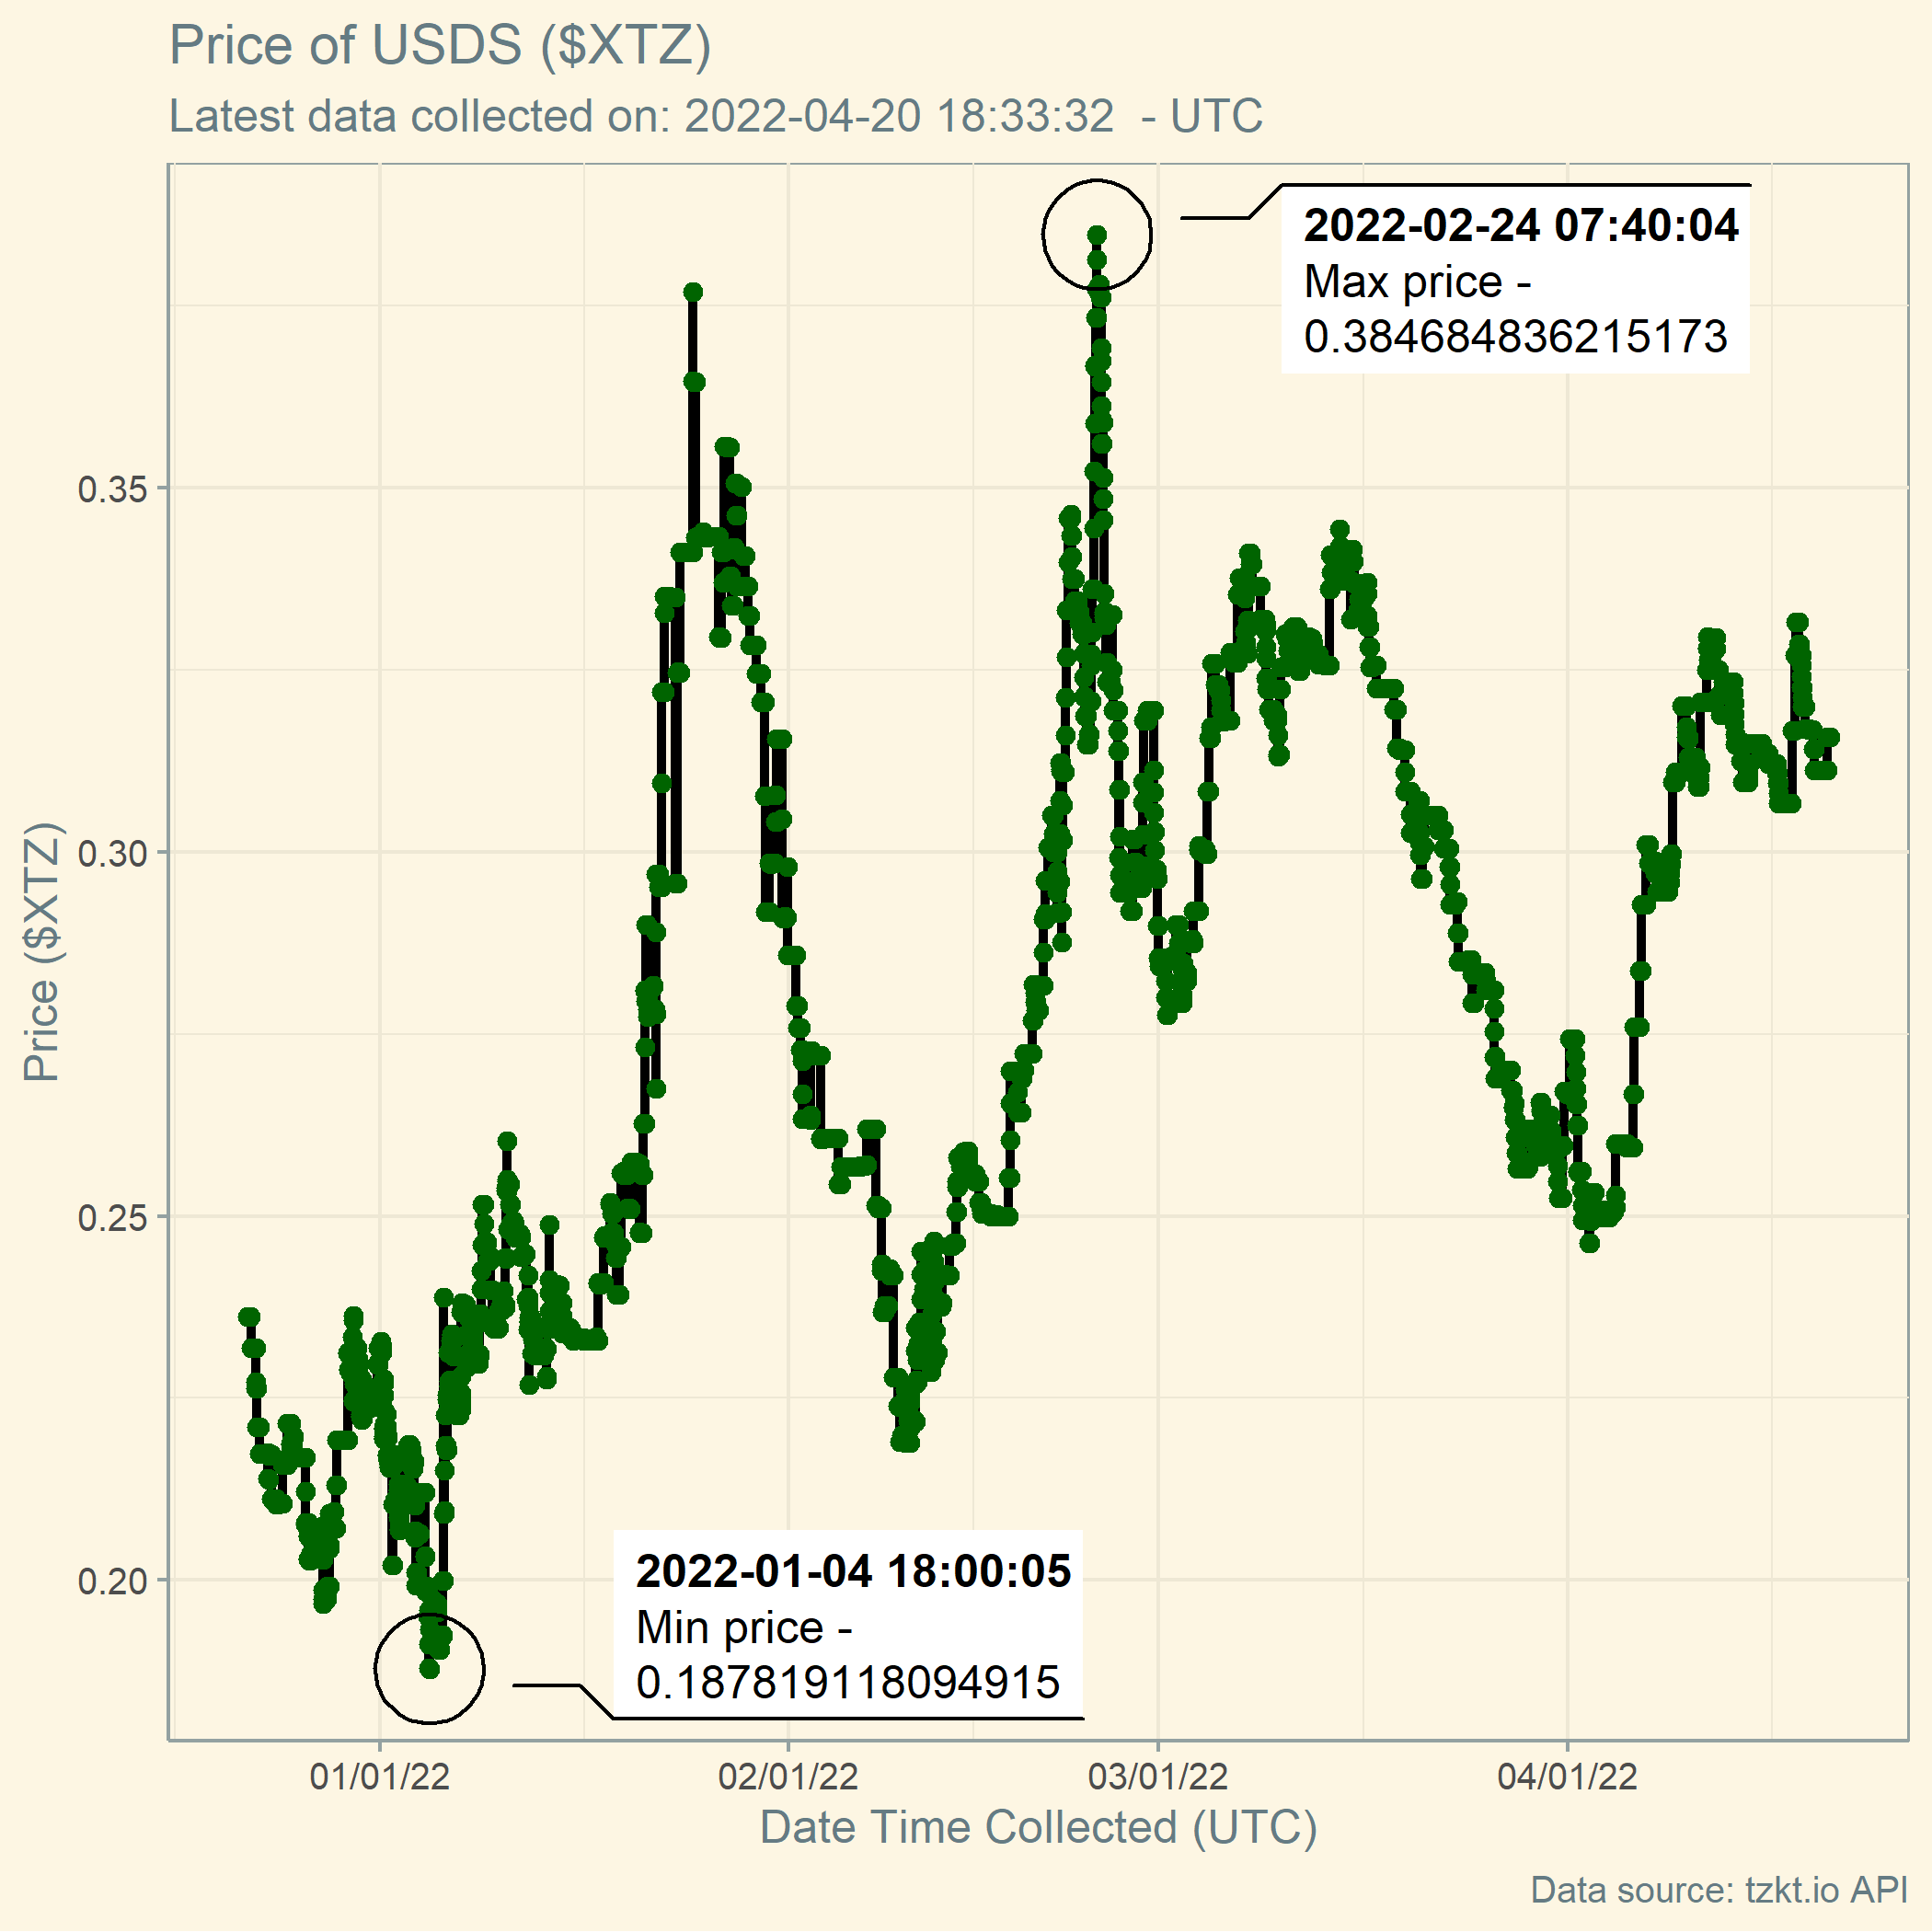 Price of USDS ($XTZ)
Latest data collected on: 2022-04-20 18:33:32  - UTC
2022-02-24 07:40:04
Max price -
0.384684836215173
0.35
0.30
0.25
0.20
Price ($XTZ)
2022-01-04 18:00:05
Min price -
0.187819118094915
01/01/22
02/01/22
03/01/22
04/01/22
Date Time Collected (UTC)
Data source: tzkt.io API